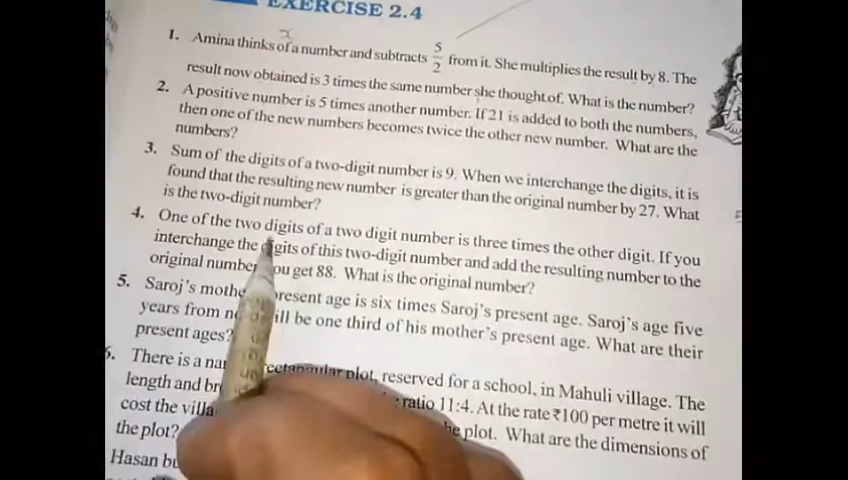 EXERCISE 2.4
x
1. Amina thinks of a number and subtracts 5/2 from it. She multiplies the result by 8. The
result now obtained is 3 times the same number she thought of. What is the number?
2. A positive number is 5 times another number. If 21 is added to both the numbers,
then one of the new numbers becomes twice the other new number. What are the
numbers?
3. Sum of the digits of a two-digit number is 9. When we interchange the digits, it is
found that the resulting new number is greater than the original number by 27. What
is the two-digit number?
4. One of the two digits of a two digit number is three times the other digit. If you
interchange the digits of this two-digit number and add the resulting number to the
original number ou get 88. What is the original number?
5. Saroj's mothe present age is six times Saroj's present age. Saroj's age five
years from n ill be one third of his mother's present age. What are their
present ages?
6. There is a na ectangular plot, reserved for a school, in Mahuli village. The
length and br ratio 11:4. At the rate ₹100 per metre it will
cost the villa he plot. What are the dimensions of
the plot?
Hasan bu